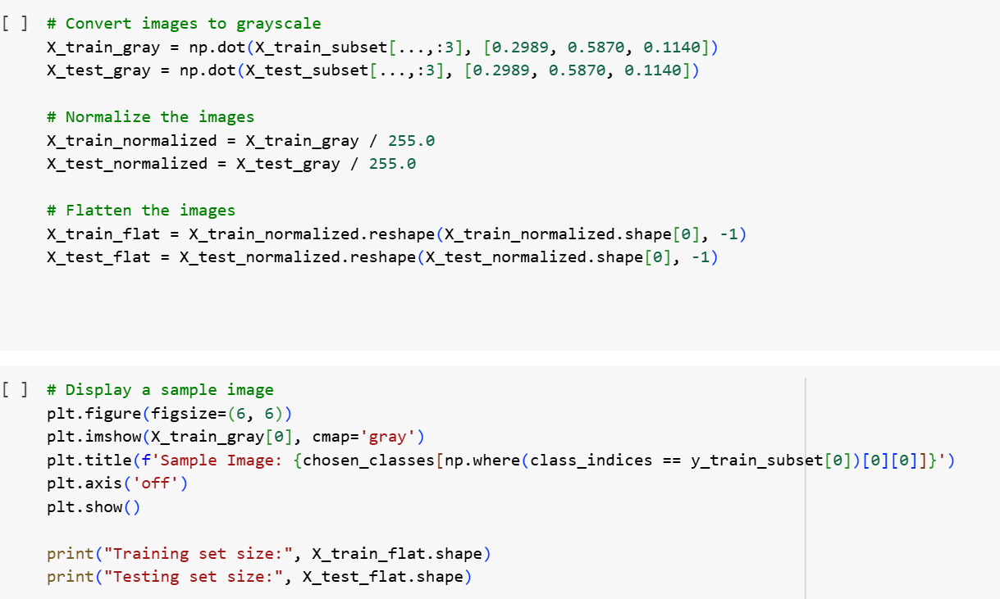 [ ] # Convert images to grayscale
X_train_gray = np.dot(X_train_subset[...,:3], [0.2989, 0.5870, 0.1140])
X_test_gray = np.dot(X_test_subset[...,:3], [0.2989, 0.5870, 0.1140])
# Normalize the images
X_train_normalized = X_train_gray / 255.0
X_test_normalized = X_test_gray / 255.0
# Flatten the images
X_train_flat = X_train_normalized.reshape(X_train_normalized.shape[0], -1)
X_test_flat = X_test_normalized.reshape(X_test_normalized.shape[0], -1)
[ ] # Display a sample image
plt.figure(figsize=(6, 6))
plt.imshow(X_train_gray[0], cmap='gray')
plt.title(f'Sample Image: {chosen_classes[np.where(class_indices == y_train_subset[0])[0][0]]}')
plt.axis('off')
plt.show()
print("Training set size:", X_train_flat.shape)
print("Testing set size:", X_test_flat.shape)